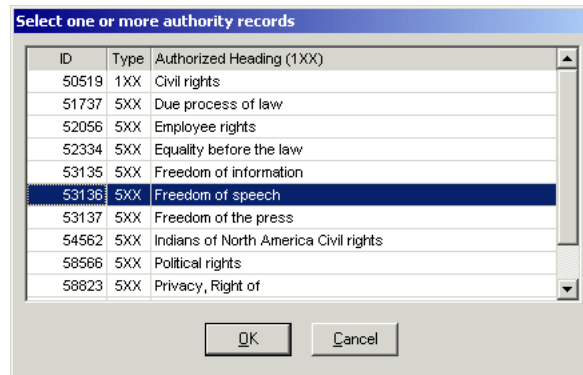 Select one or more authority records
ID Type Authorized Heading (1XX)
50519 1XX Civil rights
51737 5XX Due process of law
52056 5XX Employee rights
52334 5XX Equality before the law
53135 5XX Freedom of information
53136 5XX Freedom of speech
53137 5XX Freedom of the press
54562 5XX Indians of North America Civil rights
58566 5XX Political rights
58823 5XX Privacy, Right of
OK Cancel